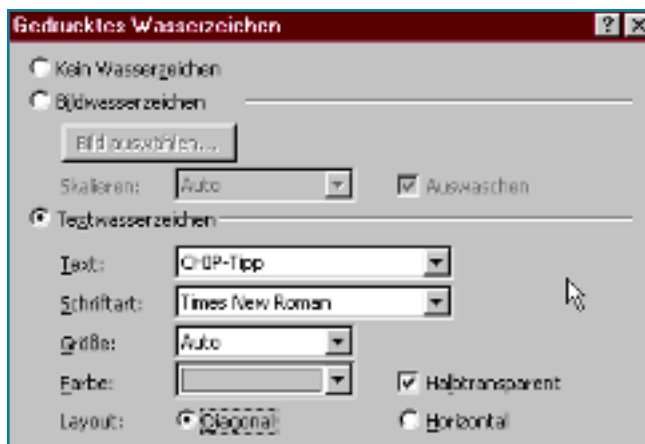 Gedrucktes Wasserzeichen
Kein Wasserzeichen
Bildwasserzeichen
Bild auswählen...
Skalieren: Auto Auswaschen
Textwasserzeichen
Text: CHIP-Tipp
Schriftart: Times New Roman
Größe: Auto
Farbe: Halbtransparent
Layout: Diagonal Horizontal